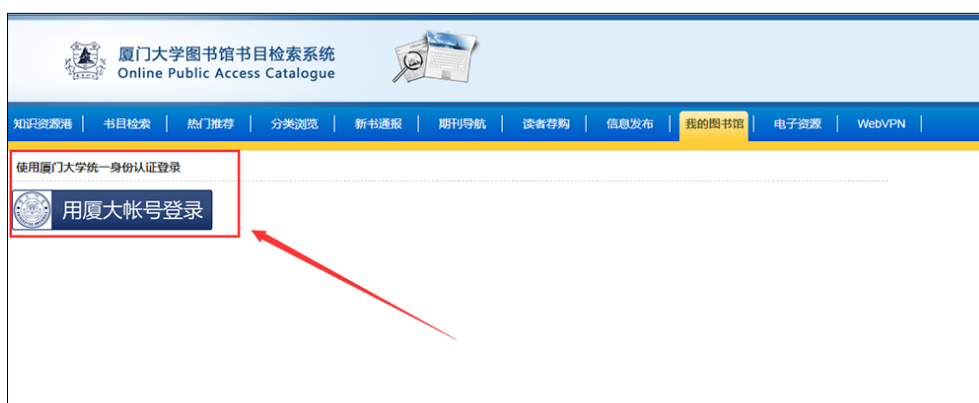 厦门大学图书馆书目检索系统
Online Public Access Catalogue
知识资源港 书目检索 热门推荐 分类浏览 新书通报 期刊导航 读者荐购 信息发布 我的图书馆 电子资源 WebVPN
使用厦门大学统一身份认证登录
用厦大帐号登录